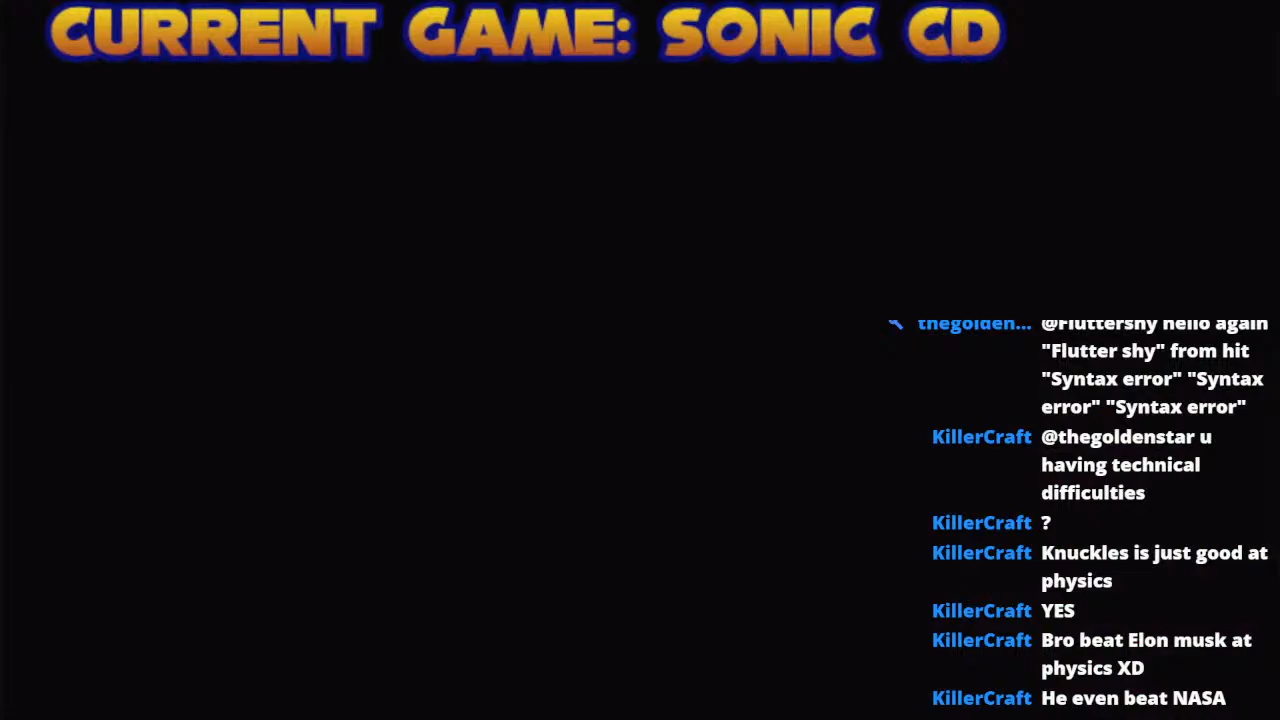 CURRENT GAME: SONIC CD
thegolden... @Fluttershy hello again
"Flutter shy" from hit
"Syntax error" "Syntax
error" "Syntax error"
KillerCraft @thegoldenstar u
having technical
difficulties
KillerCraft ?
KillerCraft Knuckles is just good at
physics
KillerCraft YES
KillerCraft Bro beat Elon musk at
physics XD
KillerCraft He even beat NASA